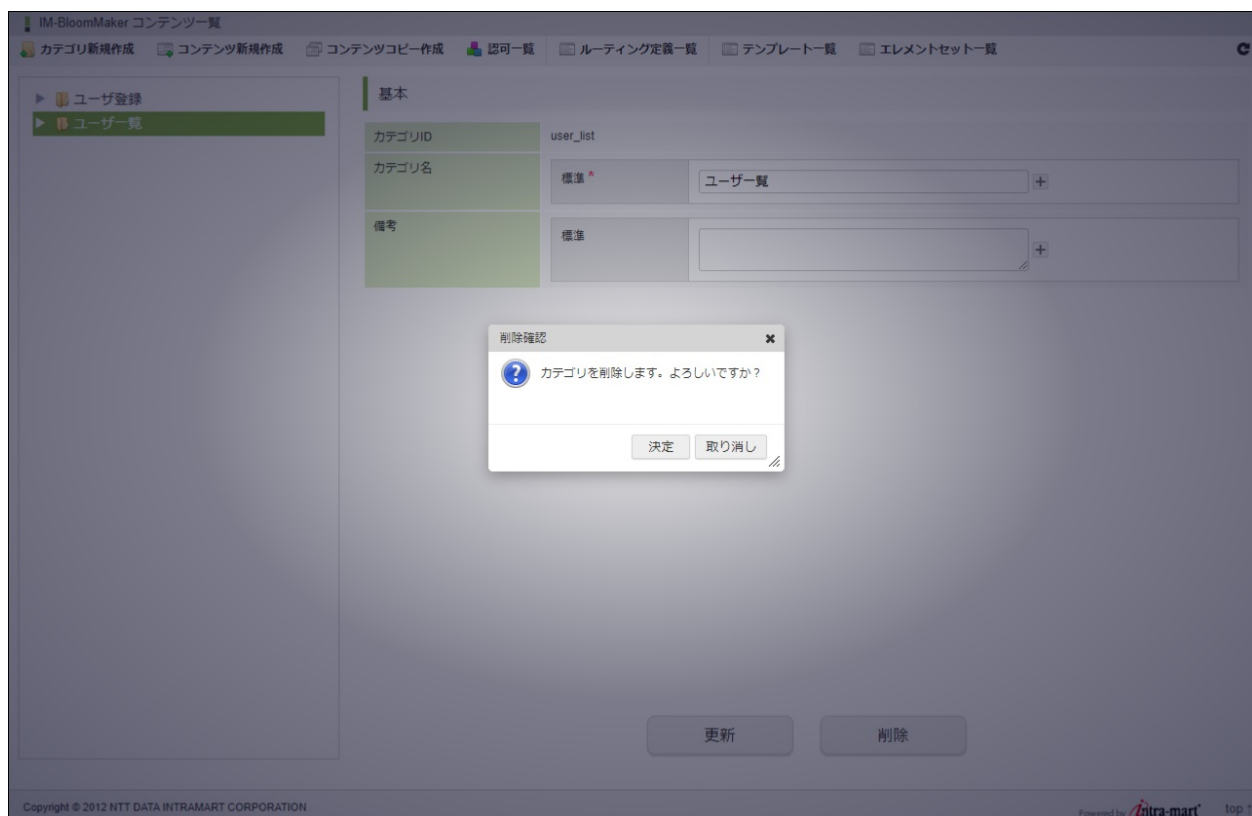 IM-BloomMaker コンテンツ一覧
カテゴリ新規作成 コンテンツ新規作成 コンテンツコピー作成 認可一覧 ルーティング定義一覧 テンプレート一覧 エレメントセット一覧
ユーザ登録
ユーザ一覧
基本
カテゴリID user_list
カテゴリ名 標準 * ユーザ一覧
備考 標準
削除確認
カテゴリを削除します。よろしいですか？
決定 取り消し
更新 削除
Copyright © 2012 NTT DATA INTRAMART CORPORATION
Powered by intra-mart top